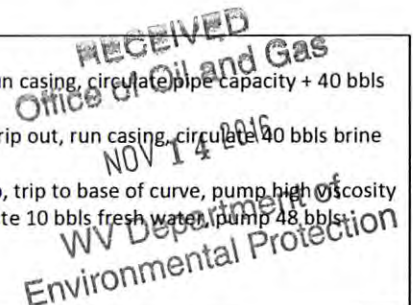 RECEIVED
Office of Oil and Gas
NOV 14 2016
WV Department of
Environmental Protection
un casing, circulate pipe capacity + 40 bbls
rip out, run casing, circulate 40 bbls brine
, trip to base of curve, pump high viscosity
te 10 bbls fresh water, pump 48 bbls